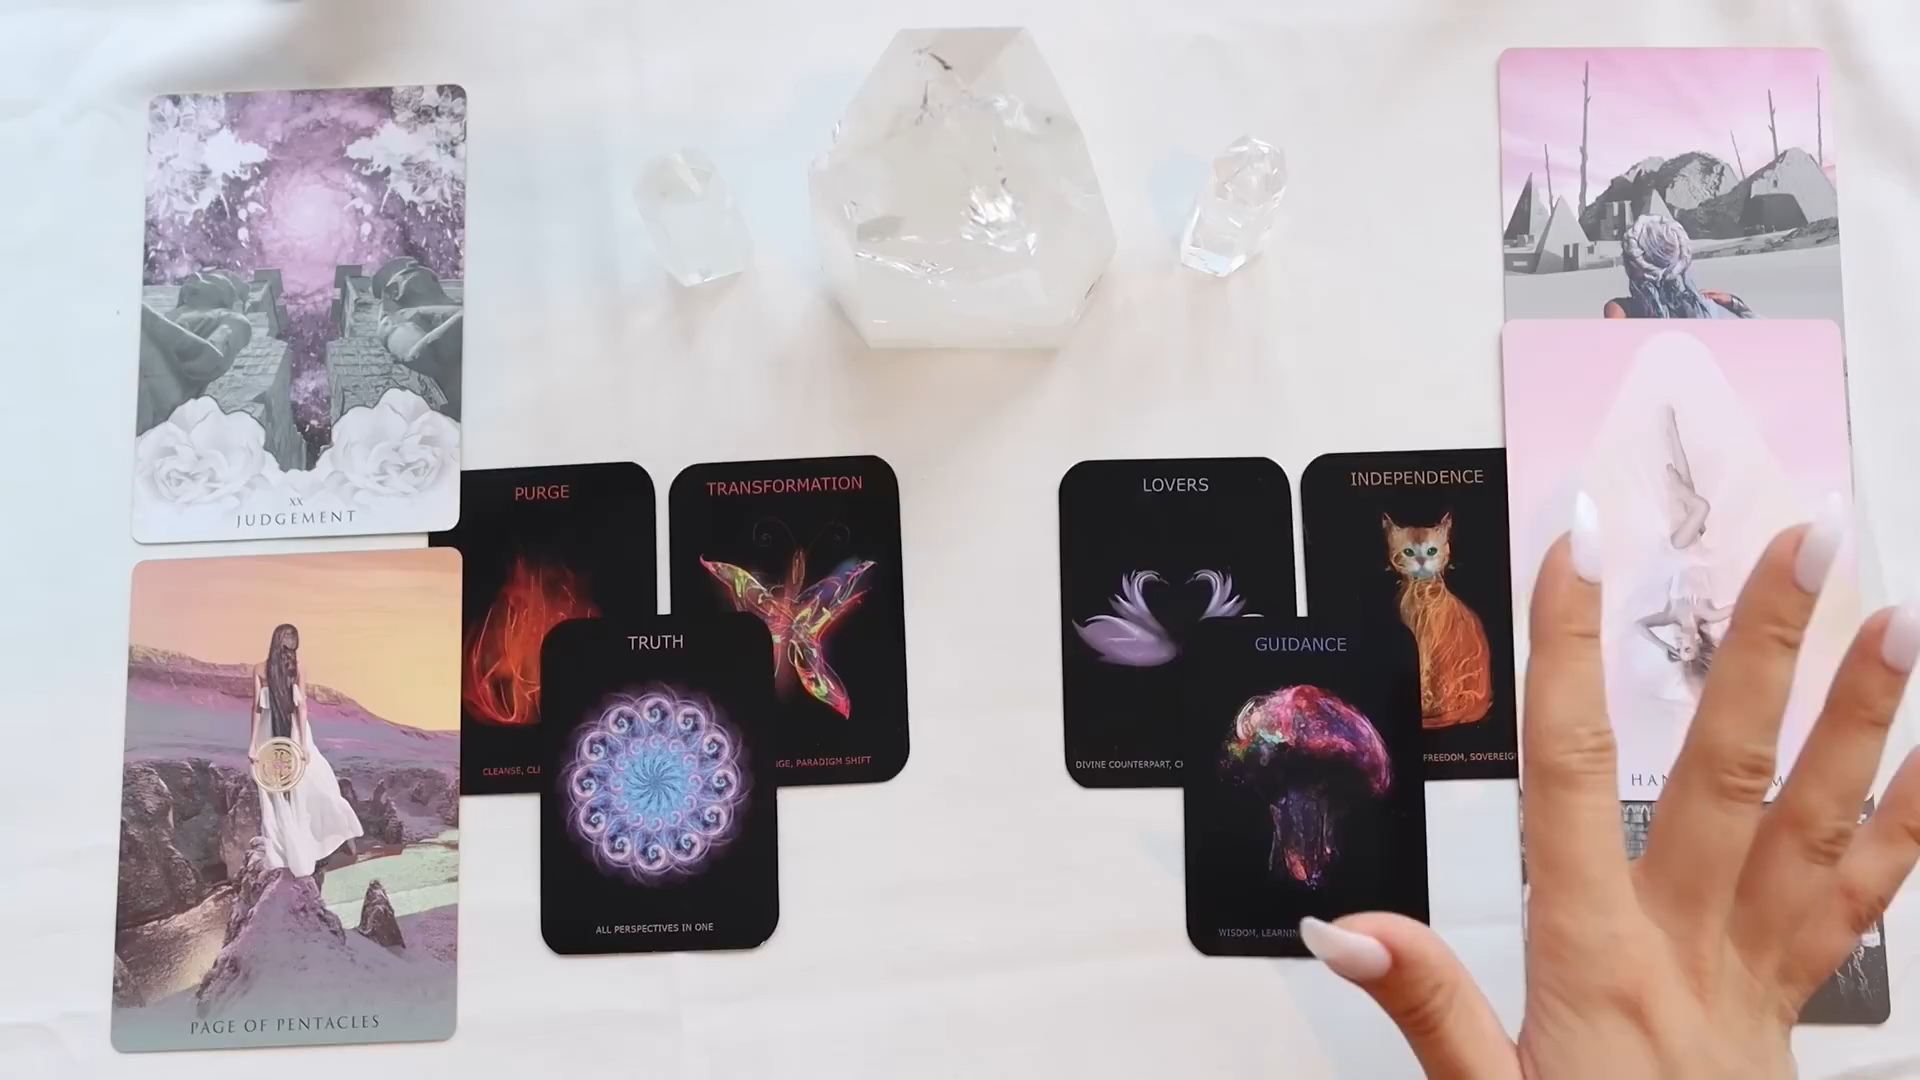 XX
JUDGEMENT
PURGE
CLEANSE,
TRANSFORMATION
PARADIGM SHIFT
TRUTH
ALL PERSPECTIVES IN ONE
PAGE OF PENTACLES
LOVERS
DIVINE COUNTERPART,
INDEPENDENCE
FREEDOM,
GUIDANCE
WISDOM,